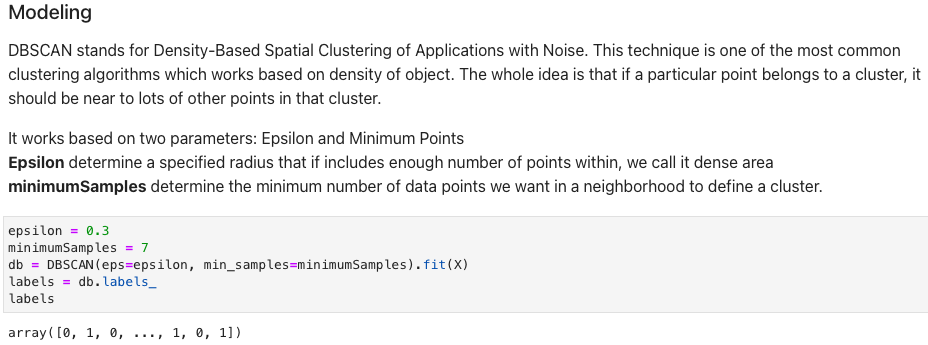 Modeling
DBSCAN stands for Density-Based Spatial Clustering of Applications with Noise. This technique is one of the most common
clustering algorithms which works based on density of object. The whole idea is that if a particular point belongs to a cluster, it
should be near to lots of other points in that cluster.
It works based on two parameters: Epsilon and Minimum Points
Epsilon determine a specified radius that if includes enough number of points within, we call it dense area
minimumSamples determine the minimum number of data points we want in a neighborhood to define a cluster.
epsilon = 0.3
minimumSamples = 7
db = DBSCAN(eps=epsilon, min_samples=minimumSamples).fit(X)
labels = db.labels_
labels
array([0, 1, 0, ..., 1, 0, 1])